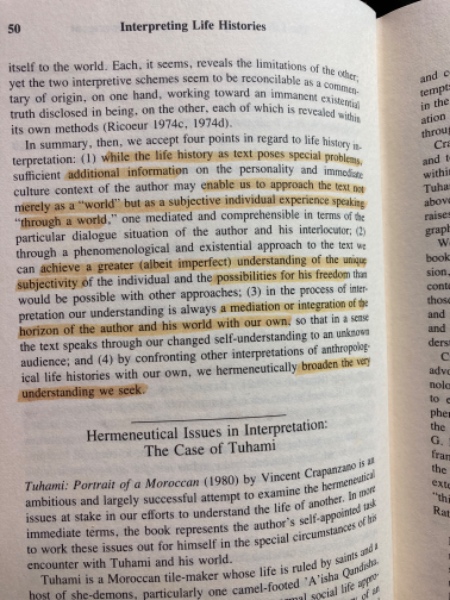 50 Interpreting Life Histories
itself to the world. Each, it seems, reveals the limitations of the other;
yet the two interpretive schemes seem to be reconcilable as a commen-
tary of origin, on one hand, working toward an immanent existential
truth disclosed in being, on the other, each of which is revealed within
its own methods (Ricoeur 1974c, 1974d).
In summary, then, we accept four points in regard to life history in-
terpretation: (1) while the life history as text poses special problems,
sufficient additional information on the personality and immediate
culture context of the author may enable us to approach the text not
merely as a "world" but as a subjective individual experience speaking
"through a world," one mediated and comprehensible in terms of the
particular dialogue situation of the author and his interlocutor; (2)
through a phenomenological and existential approach to the text we
can achieve a greater (albeit imperfect) understanding of the unique
subjectivity of the individual and the possibilities for his freedom than
would be possible with other approaches; (3) in the process of inter-
pretation our understanding is always a mediation or integration of the
horizon of the author and his world with our own, so that in a sense
the text speaks through our changed self-understanding to an unknown
audience; and (4) by confronting other interpretations of anthropolog-
ical life histories with our own, we hermeneutically broaden the very
understanding we seek.
Hermeneutical Issues in Interpretation:
The Case of Tuhami
Tuhami: Portrait of a Moroccan (1980) by Vincent Crapanzano is an
ambitious and largely successful attempt to examine the hermeneutical
issues at stake in our efforts to understand the life of another. In more
immediate terms, the book represents the author's self-appointed task
to work these issues out for himself in the special circumstances of his
encounter with Tuhami and his world.
Tuhami is a Moroccan tile-maker whose life is ruled by saints and a
host of she-demons, particularly one camel-footed 'A'isha Qandisha,